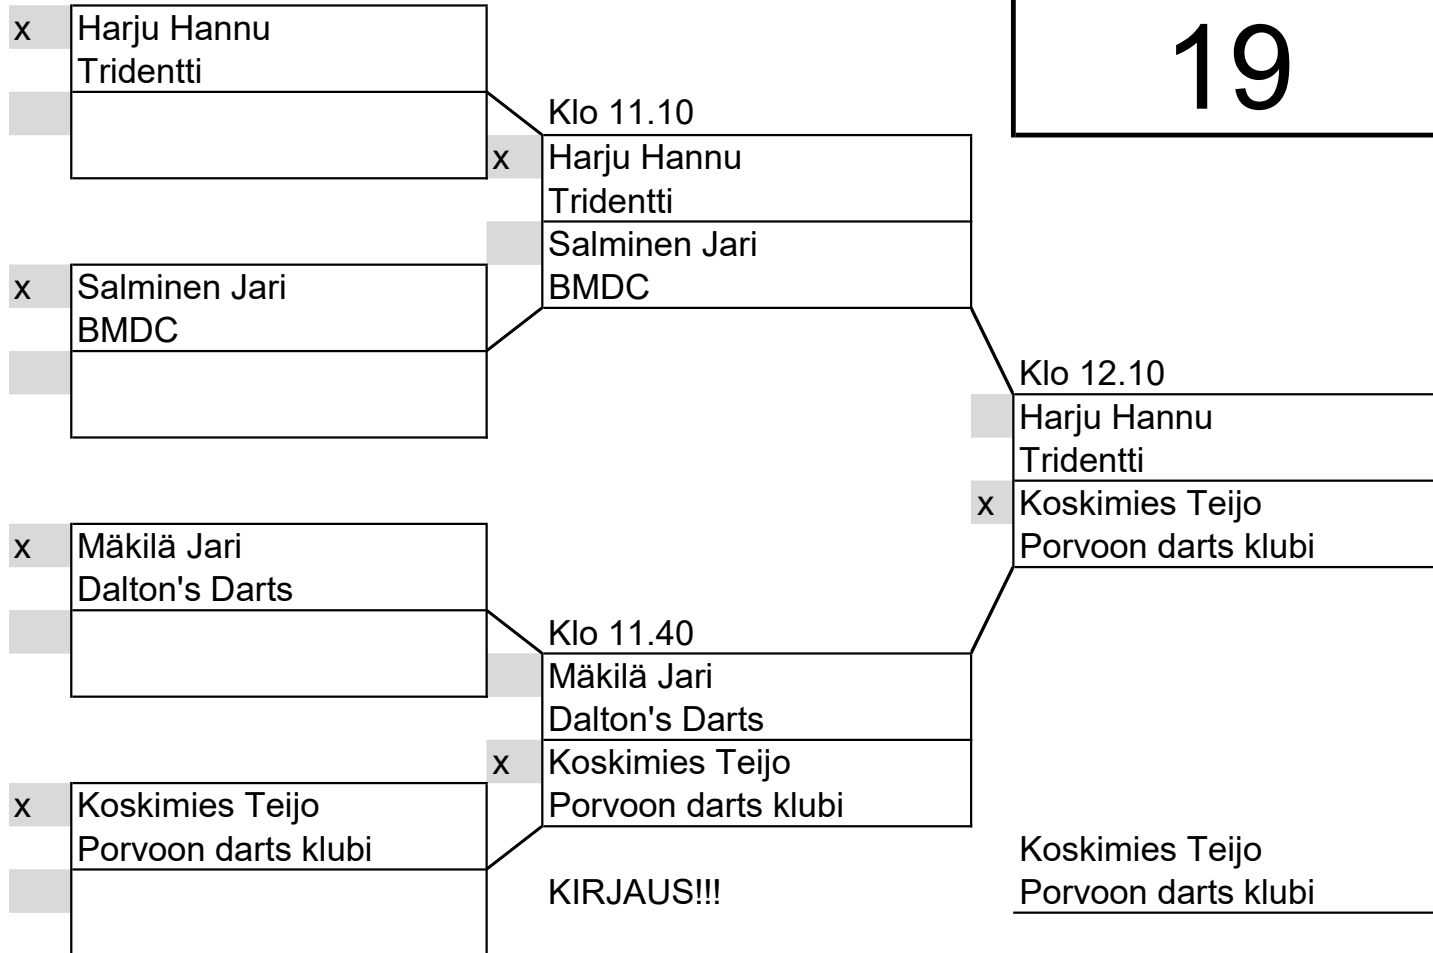 x Harju Hannu
Tridentti
19
Klo 11.10
x Harju Hannu
Tridentti
Salminen Jari
BMDC
x Salminen Jari
BMDC
Klo 12.10
Harju Hannu
Tridentti
x Koskimies Teijo
Porvoon darts klubi
x Mäkilä Jari
Dalton's Darts
Klo 11.40
Mäkilä Jari
Dalton's Darts
x Koskimies Teijo
Porvoon darts klubi
x Koskimies Teijo
Porvoon darts klubi
KIRJAUS!!!
Koskimies Teijo
Porvoon darts klubi